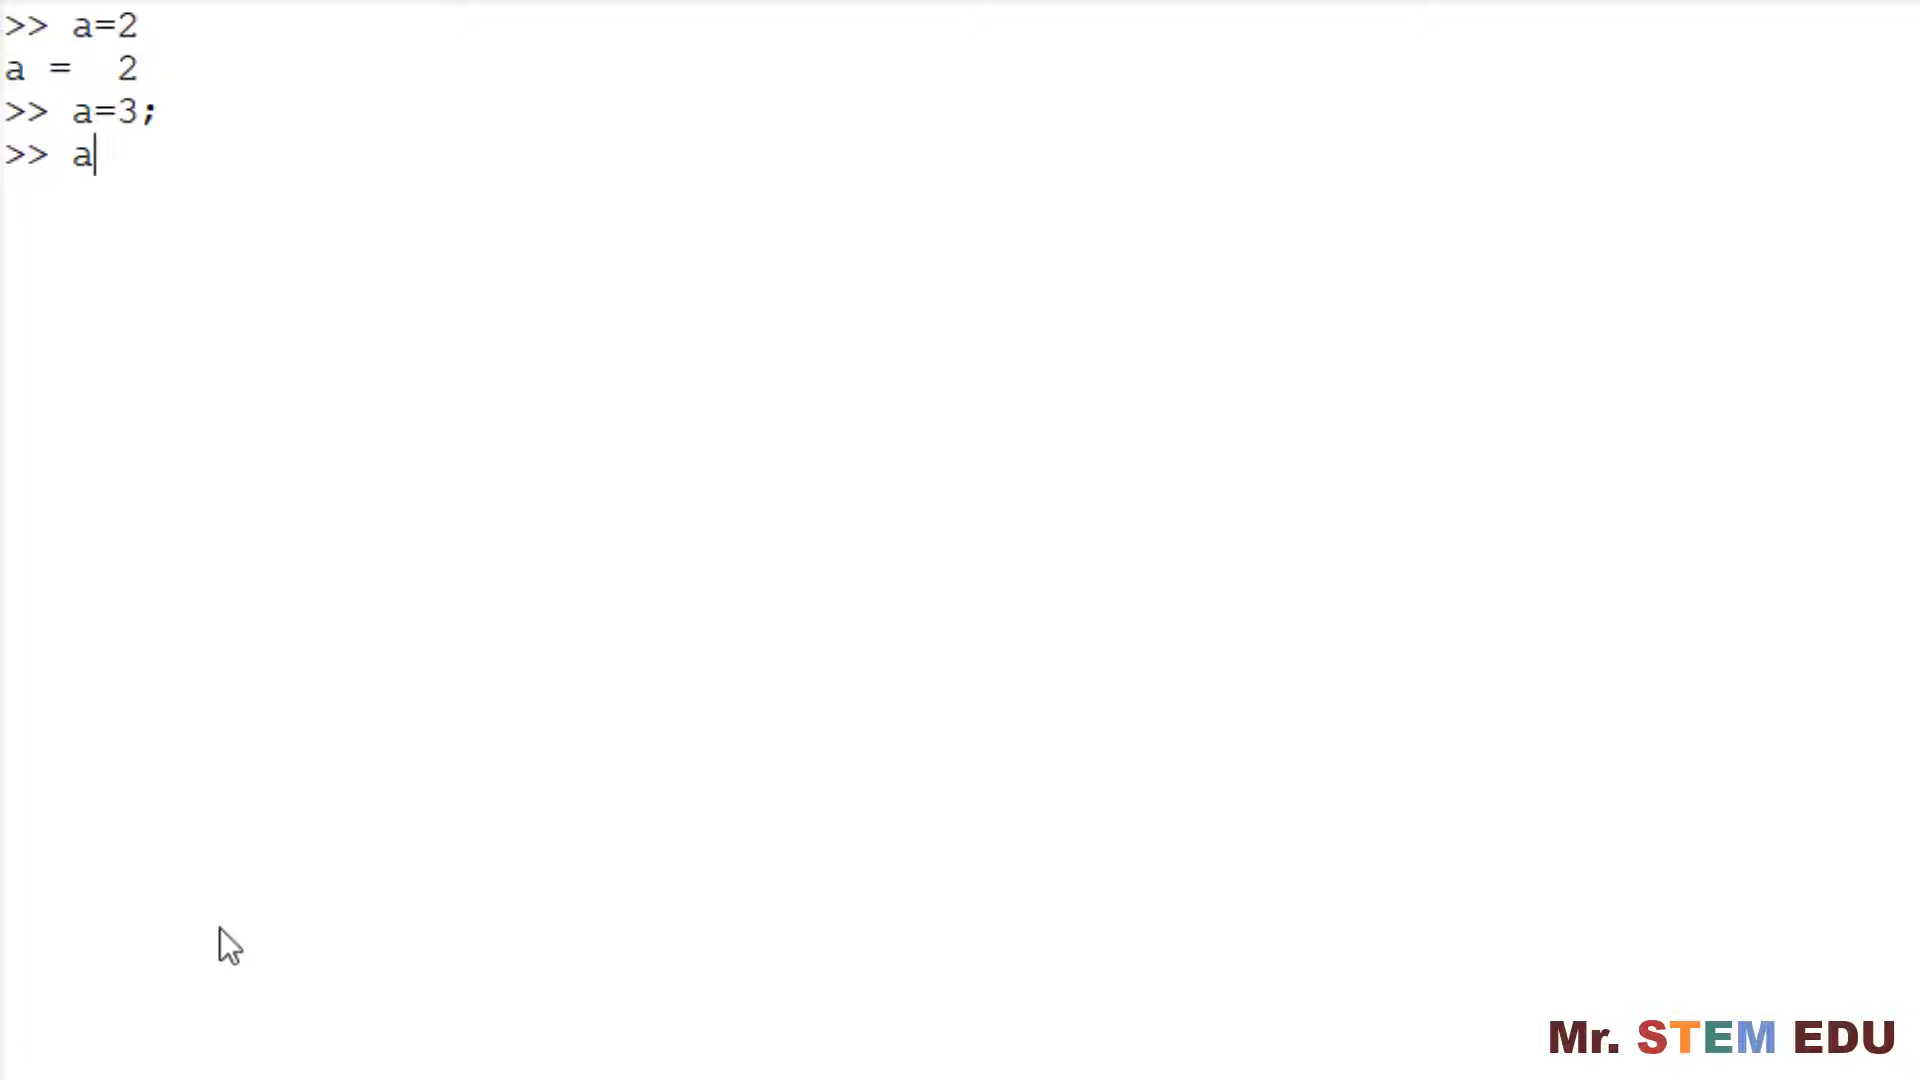 >> a=2
a =  2
>> a=3;
>> a
Mr. STEM EDU